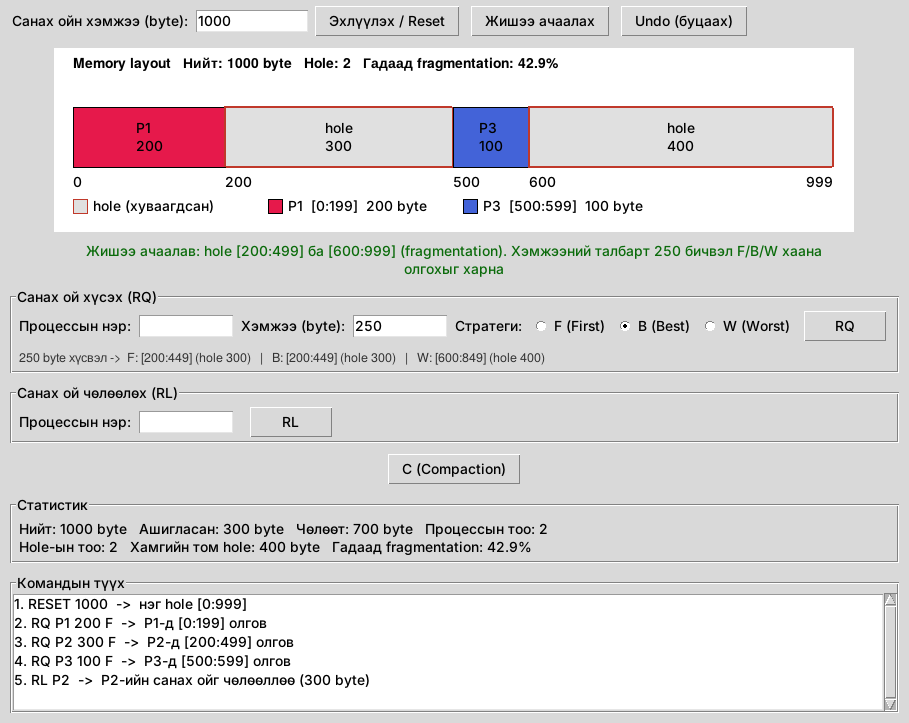 Санах ойн хэмжээ (byte): 1000 Эхлүүлэх / Reset Жишээ ачаалах Undo (буцаах)
Memory layout Нийт: 1000 byte Hole: 2 Гадаад fragmentation: 42.9%
P1 hole P3 hole
200 300 100 400
0 200 500 600 999
hole (хуваагдсан) P1 [0:199] 200 byte P3 [500:599] 100 byte
Жишээ ачаалав: hole [200:499] ба [600:999] (fragmentation). Хэмжээний талбарт 250 бичвэл F/B/W хаана
олгохыг харна
Санах ой хүсэх (RQ)
Процессын нэр: Хэмжээ (byte): 250 Стратеги: F (First) B (Best) W (Worst) RQ
250 byte хүсвэл -> F: [200:449] (hole 300) | B: [200:449] (hole 300) | W: [600:849] (hole 400)
Санах ой чөлөөлөх (RL)
Процессын нэр: RL
C (Compaction)
Статистик
Нийт: 1000 byte Ашигласан: 300 byte Чөлөөт: 700 byte Процессын тоо: 2
Hole-ын тоо: 2 Хамгийн том hole: 400 byte Гадаад fragmentation: 42.9%
Командын түүх
1. RESET 1000 -> нэг hole [0:999]
2. RQ P1 200 F -> P1-д [0:199] олгов
3. RQ P2 300 F -> P2-д [200:499] олгов
4. RQ P3 100 F -> P3-д [500:599] олгов
5. RL P2 -> P2-ийн санах ойг чөлөөллөө (300 byte)